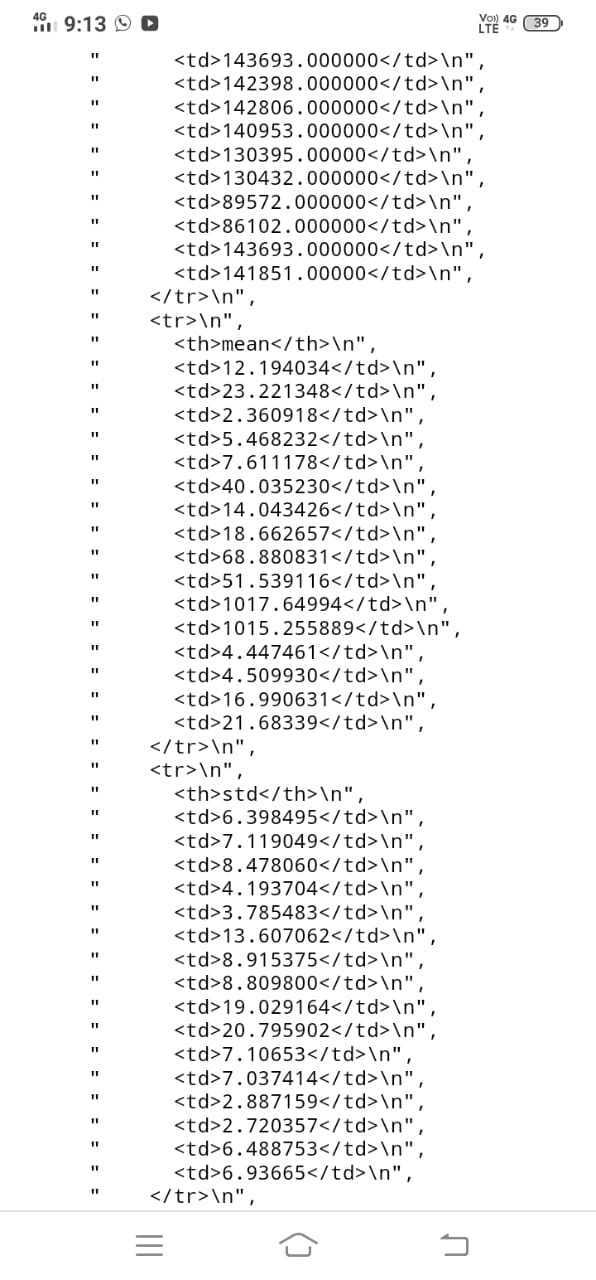 4G 9:13 Vo)) 4G LTE 39
"      <td>143693.000000</td>\n",
"      <td>142398.000000</td>\n",
"      <td>142806.000000</td>\n",
"      <td>140953.000000</td>\n",
"      <td>130395.00000</td>\n",
"      <td>130432.000000</td>\n",
"      <td>89572.000000</td>\n",
"      <td>86102.000000</td>\n",
"      <td>143693.000000</td>\n",
"      <td>141851.00000</td>\n",
"    </tr>\n",
"    <tr>\n",
"      <th>mean</th>\n",
"      <td>12.194034</td>\n",
"      <td>23.221348</td>\n",
"      <td>2.360918</td>\n",
"      <td>5.468232</td>\n",
"      <td>7.611178</td>\n",
"      <td>40.035230</td>\n",
"      <td>14.043426</td>\n",
"      <td>18.662657</td>\n",
"      <td>68.880831</td>\n",
"      <td>51.539116</td>\n",
"      <td>1017.64994</td>\n",
"      <td>1015.255889</td>\n",
"      <td>4.447461</td>\n",
"      <td>4.509930</td>\n",
"      <td>16.990631</td>\n",
"      <td>21.68339</td>\n",
"    </tr>\n",
"    <tr>\n",
"      <th>std</th>\n",
"      <td>6.398495</td>\n",
"      <td>7.119049</td>\n",
"      <td>8.478060</td>\n",
"      <td>4.193704</td>\n",
"      <td>3.785483</td>\n",
"      <td>13.607062</td>\n",
"      <td>8.915375</td>\n",
"      <td>8.809800</td>\n",
"      <td>19.029164</td>\n",
"      <td>20.795902</td>\n",
"      <td>7.10653</td>\n",
"      <td>7.037414</td>\n",
"      <td>2.887159</td>\n",
"      <td>2.720357</td>\n",
"      <td>6.488753</td>\n",
"      <td>6.93665</td>\n",
"    </tr>\n",